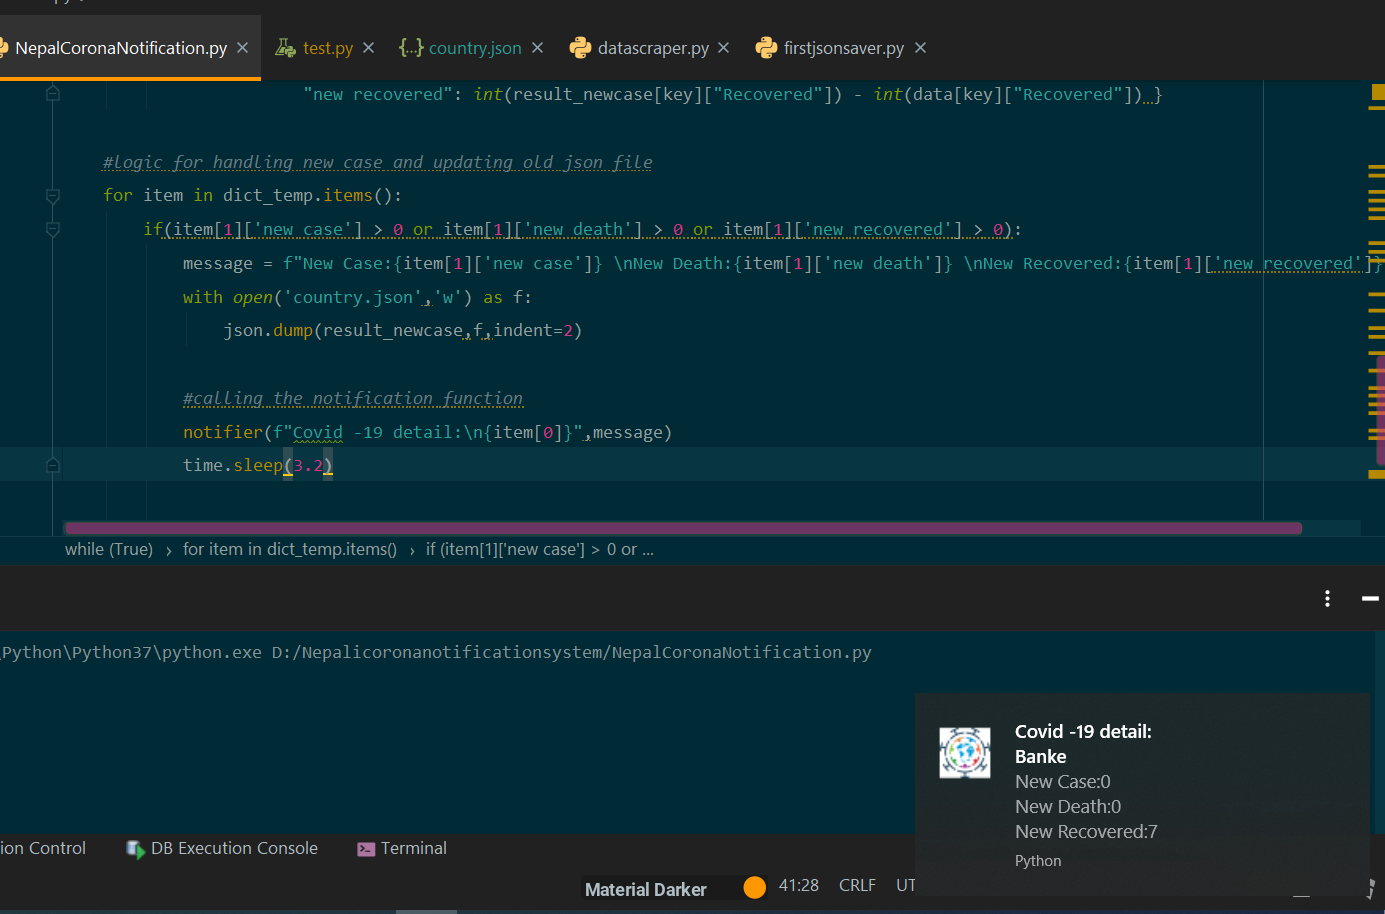 NepalCoronaNotification.py test.py {...} country.json datascraper.py firstjsonsaver.py
"new recovered": int(result_newcase[key]["Recovered"]) - int(data[key]["Recovered"]) }
#logic for handling new case and updating old json file
for item in dict_temp.items():
if(item[1]['new case'] > 0 or item[1]['new death'] > 0 or item[1]['new recovered'] > 0):
message = f"New Case:{item[1]['new case']} \nNew Death:{item[1]['new death']} \nNew Recovered:{item[1]['new recovered']}
with open('country.json','w') as f:
json.dump(result_newcase,f,indent=2)
#calling the notification function
notifier(f"Covid -19 detail:\n{item[0]}",message)
time.sleep(3.2)
while (True) › for item in dict_temp.items() › if (item[1]['new case'] > 0 or ...
\Python\Python37\python.exe D:/Nepalicoronanotificationsystem/NepalCoronaNotification.py
Covid -19 detail:
Banke
New Case:0
New Death:0
New Recovered:7
Python
ion Control DB Execution Console Terminal
Material Darker 41:28 CRLF UT